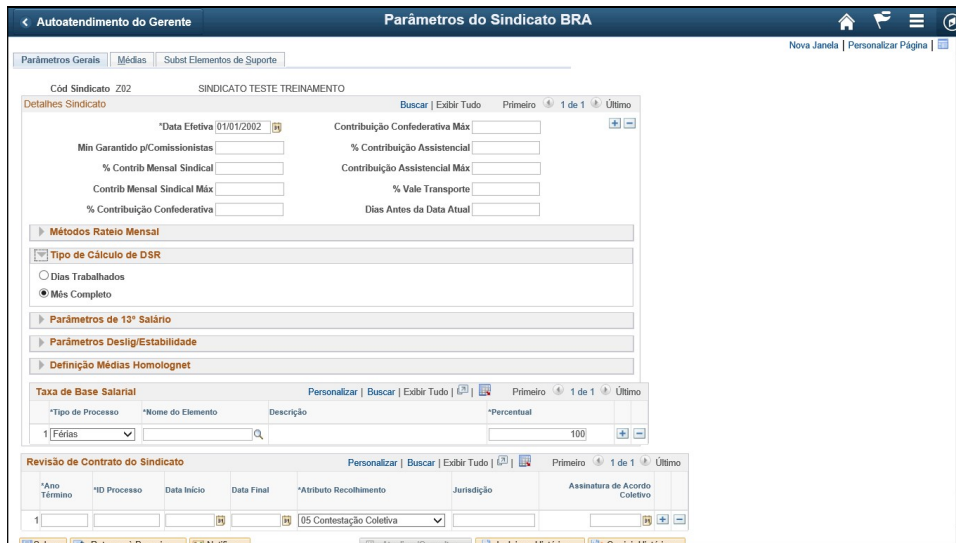 Autoatendimento do Gerente
Parâmetros do Sindicato BRA
Nova Janela | Personalizar Página |
Parâmetros Gerais
Médias
Subst Elementos de Suporte
Cód Sindicato Z02 SINDICATO TESTE TREINAMENTO
Detalhes Sindicato Buscar | Exibir Tudo Primeiro 1 de 1 Último
*Data Efetiva 01/01/2002 Contribuição Confederativa Máx
Min Garantido p/Comissionistas % Contribuição Assistencial
% Contrib Mensal Sindical Contribuição Assistencial Máx
Contrib Mensal Sindical Máx % Vale Transporte
% Contribuição Confederativa Dias Antes da Data Atual
Métodos Rateio Mensal
Tipo de Cálculo de DSR
Dias Trabalhados
Mês Completo
Parâmetros de 13º Salário
Parâmetros Deslig/Estabilidade
Definição Médias Homolognet
Taxa de Base Salarial Personalizar | Buscar | Exibir Tudo | | Primeiro 1 de 1 Último
*Tipo de Processo *Nome do Elemento Descrição *Percentual
1 Férias 100
Revisão de Contrato do Sindicato Personalizar | Buscar | Exibir Tudo | | Primeiro 1 de 1 Último
*Ano Término *ID Processo Data Início Data Final *Atributo Recolhimento Jurisdição Assinatura de Acordo Coletivo
1 05 Contestação Coletiva